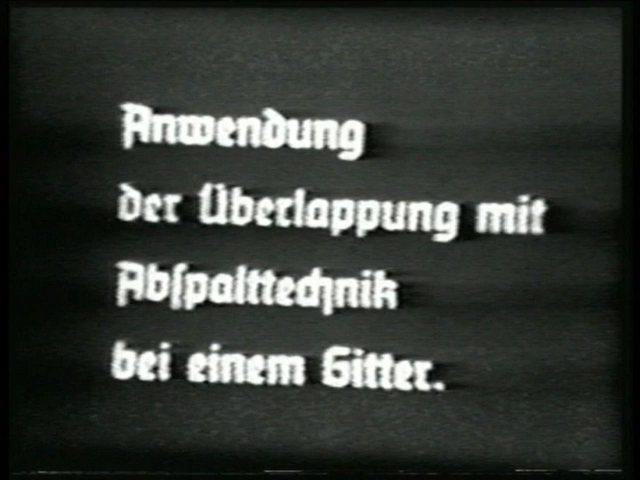 Anwendung
der Überlappung mit
Abſpalttechnik
bei einem Gitter.